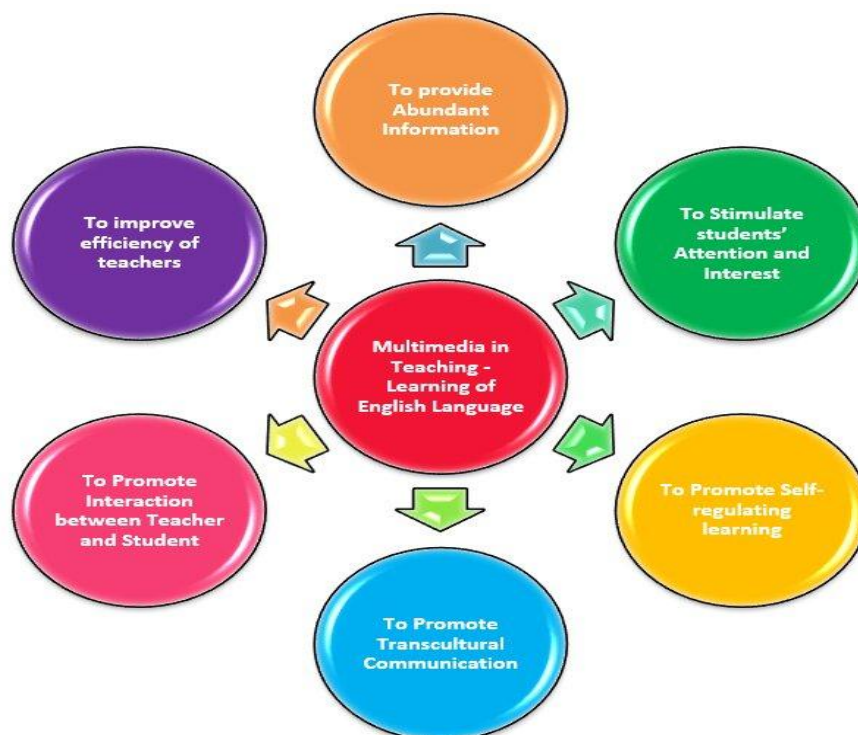 To provide
Abundant
Information
To improve
efficiency of
teachers
To Stimulate
students’
Attention and
Interest
Multimedia in
Teaching -
Learning of
English Language
To Promote
Interaction
between Teacher
and Student
To Promote Self-
regulating
learning
To Promote
Transcultural
Communication